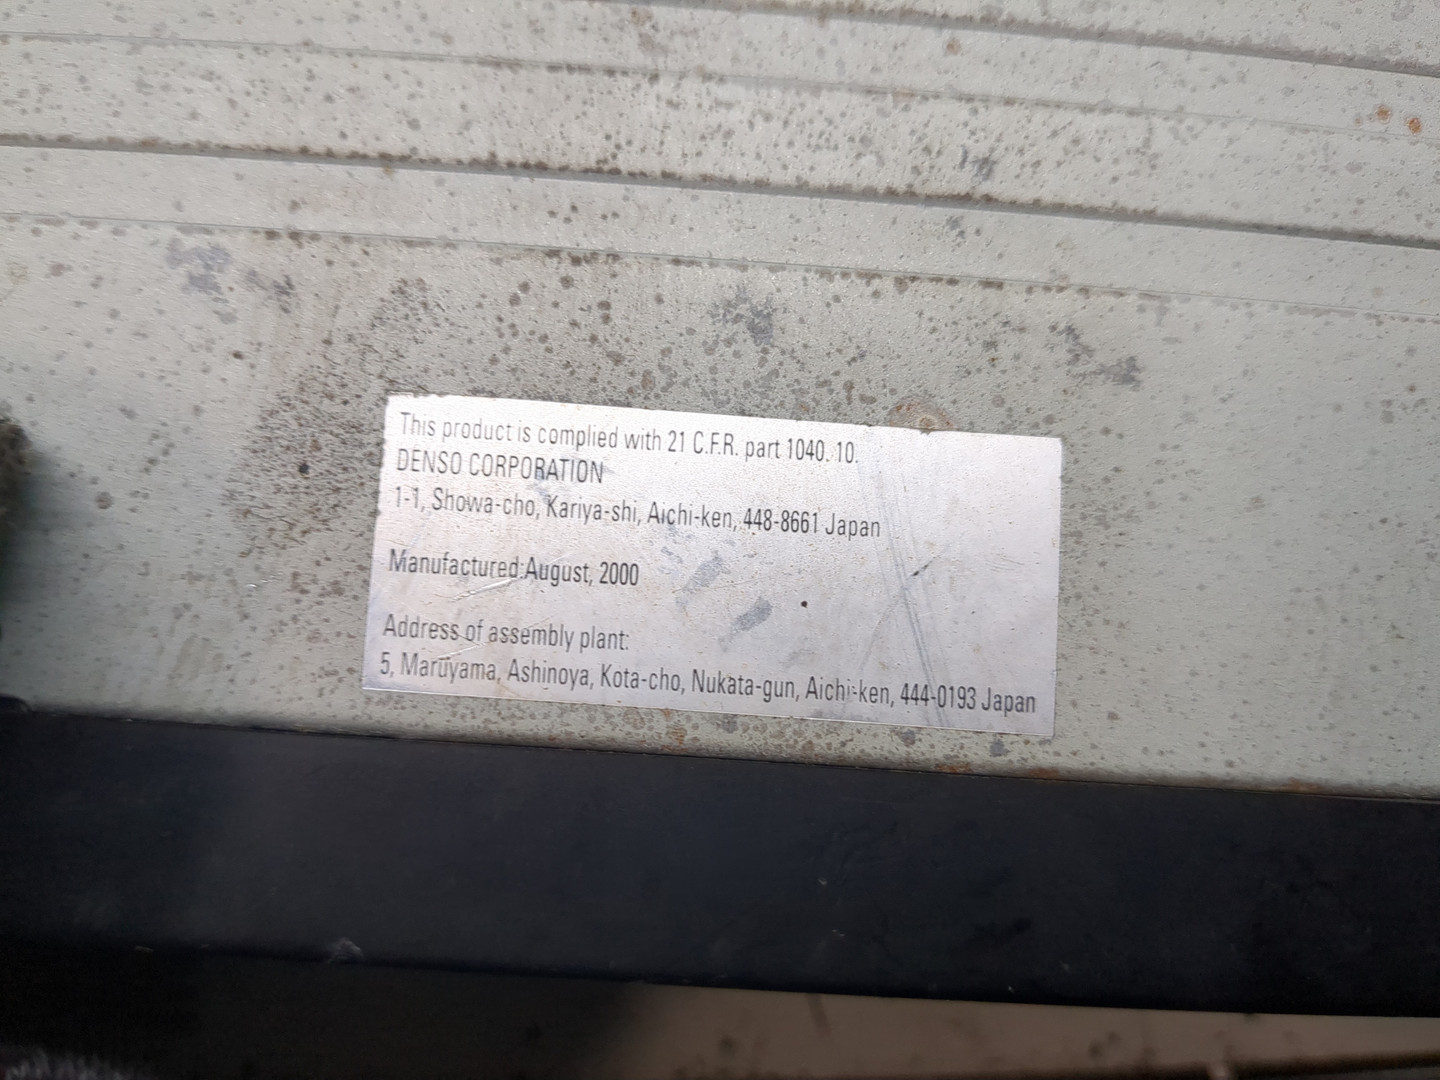 This product is complied with 21 C.F.R. part 1040. 10.
DENSO CORPORATION
1-1, Showa-cho, Kariya-shi, Aichi-ken, 448-8661 Japan
Manufactured:August, 2000
Address of assembly plant:
5, Maruyama, Ashinoya, Kota-cho, Nukata-gun, Aichi-ken, 444-0193 Japan